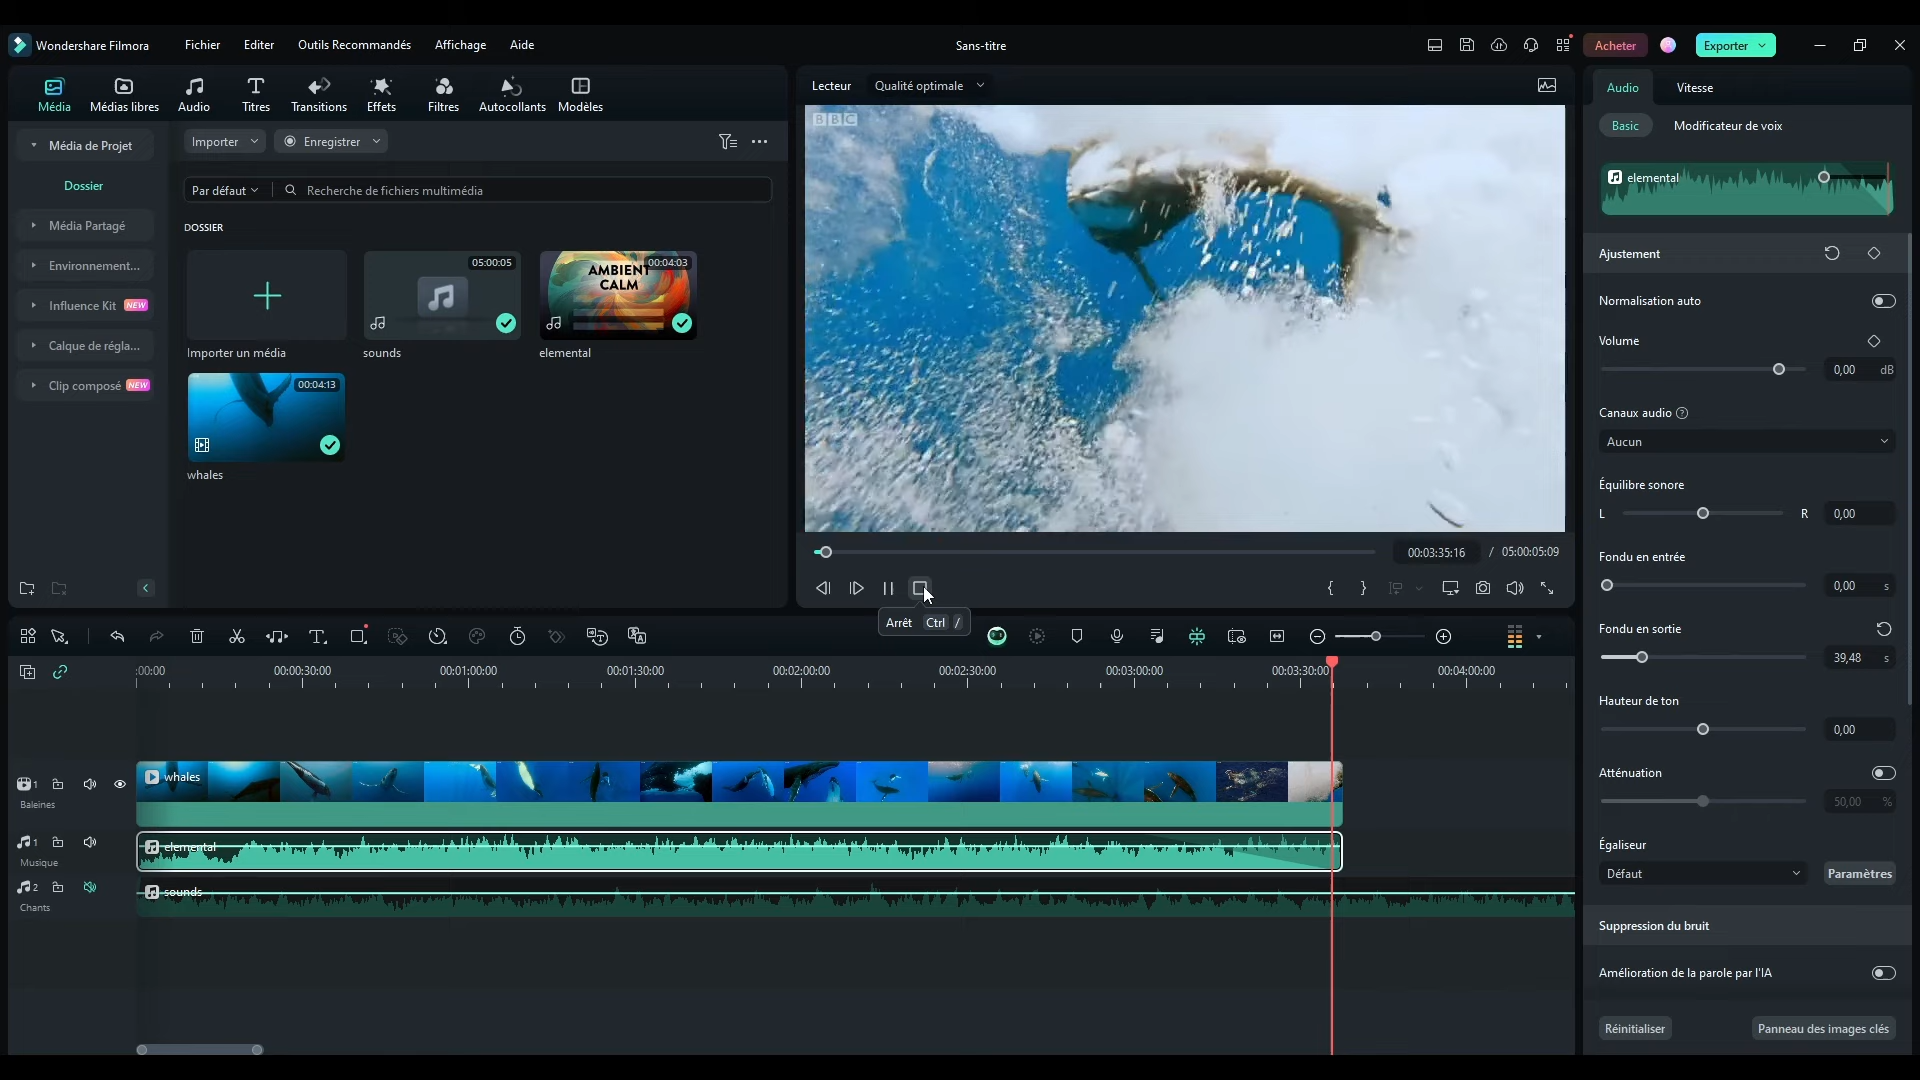 Wondershare Filmora
Fichier
Editer
Outils Recommandés
Affichage
Aide
Sans-titre
Acheter
Exporter
Média
Médias libres
Audio
Titres
Transitions
Effets
Filtres
Autocollants
Modèles
Lecteur
Qualité optimale
Audio
Vitesse
Basic
Modificateur de voix
Média de Projet
Dossier
Média Partagé
Environnement...
Influence Kit NEW
Calque de régla...
Clip composé NEW
Importer
Enregistrer
Par défaut
Recherche de fichiers multimédia
DOSSIER
05:00:05
AMBIENT
CALM
00:04:03
Importer un média
sounds
elemental
00:04:13
whales
BBC
00:03:35:16 / 05:00:05:09
Arrêt Ctrl /
elemental
Ajustement
Normalisation auto
Volume
0,00 dB
Canaux audio ?
Aucun
Équilibre sonore
L R 0,00
Fondu en entrée
0,00 s
Fondu en sortie
39,48 s
Hauteur de ton
0,00
Atténuation
50,00 %
Égaliseur
Défaut
Paramètres
Suppression du bruit
Amélioration de la parole par l'IA
Réinitialiser
Panneau des images clés
:00:00
00:00:30:00
00:01:00:00
00:01:30:00
00:02:00:00
00:02:30:00
00:03:00:00
00:03:30:00
00:04:00:00
1
Baleines
whales
1
Musique
elemental
2
Chants
sounds